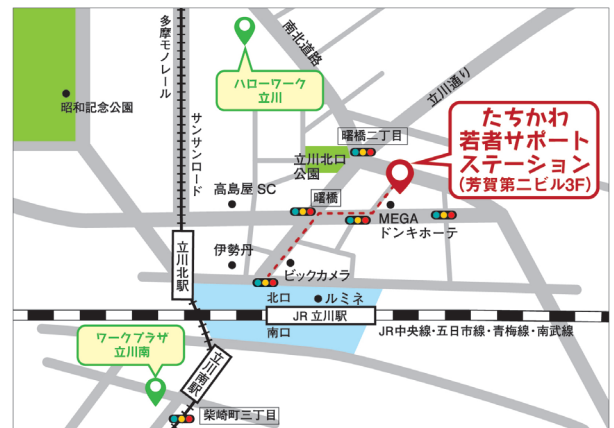 多摩モノレール
サンサンロード
昭和記念公園
ハローワーク
立川
南北道路
立川通り
たちかわ
若者サポート
ステーション
(芳賀第二ビル3F)
曙橋二丁目
立川北口
公園
高島屋 SC
曙橋
MEGA
ドンキホーテ
伊勢丹
ビックカメラ
立川北駅
北口
ルミネ
JR 立川駅
南口
JR中央線・五日市線・青梅線・南武線
ワークプラザ
立川南
立川南駅
柴崎町三丁目